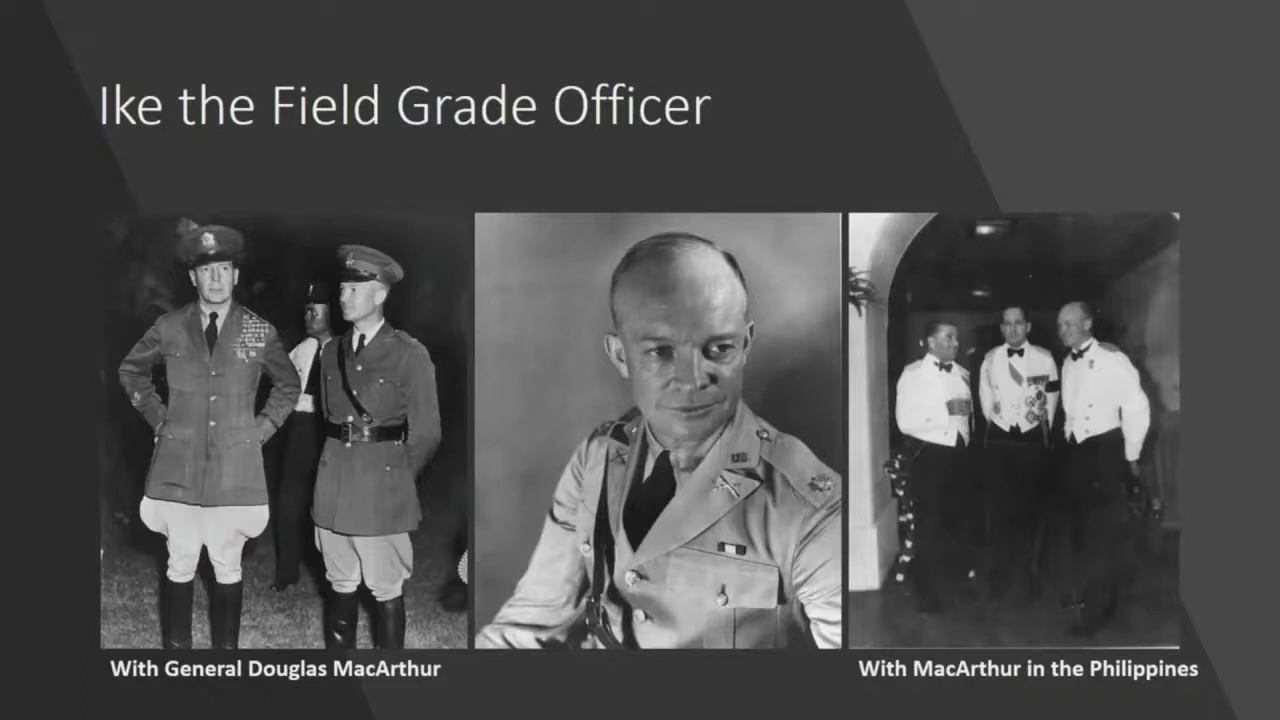 Ike the Field Grade Officer
With General Douglas MacArthur
With MacArthur in the Philippines